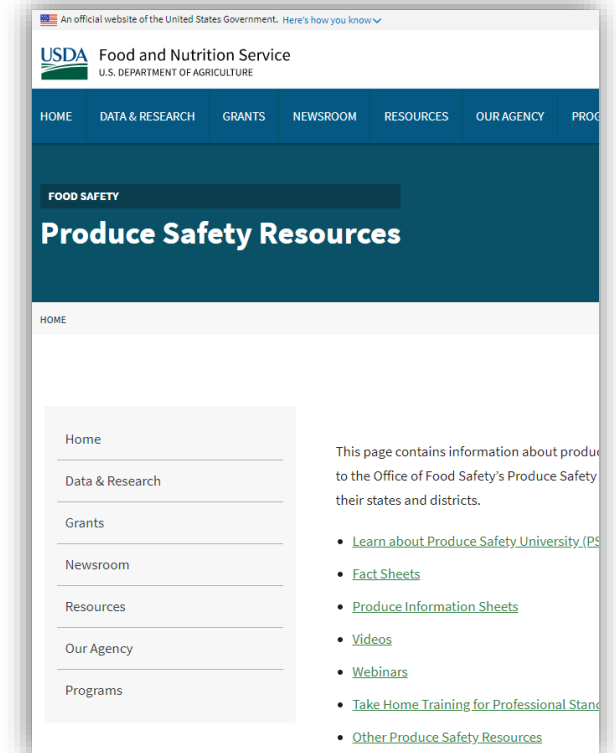 An official website of the United States Government. Here's how you know
USDA Food and Nutrition Service
U.S. DEPARTMENT OF AGRICULTURE
HOME DATA & RESEARCH GRANTS NEWSROOM RESOURCES OUR AGENCY
FOOD SAFETY
Produce Safety Resources
HOME
Home
Data & Research
Grants
Newsroom
Resources
Our Agency
Programs
This page contains information about
to the Office of Food Safety's Produce Safety
their states and districts.
Learn about Produce Safety University
Fact Sheets
Produce Information Sheets
Videos
Webinars
Take Home Training for Professional
Other Produce Safety Resources